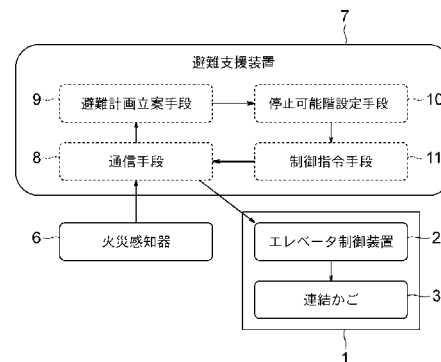 7
避難支援装置
9 避難計画立案手段 停止可能階設定手段 10
8 通信手段 制御指令手段 11
6 火災感知器 エレベータ制御装置 2
連結かご 3
1